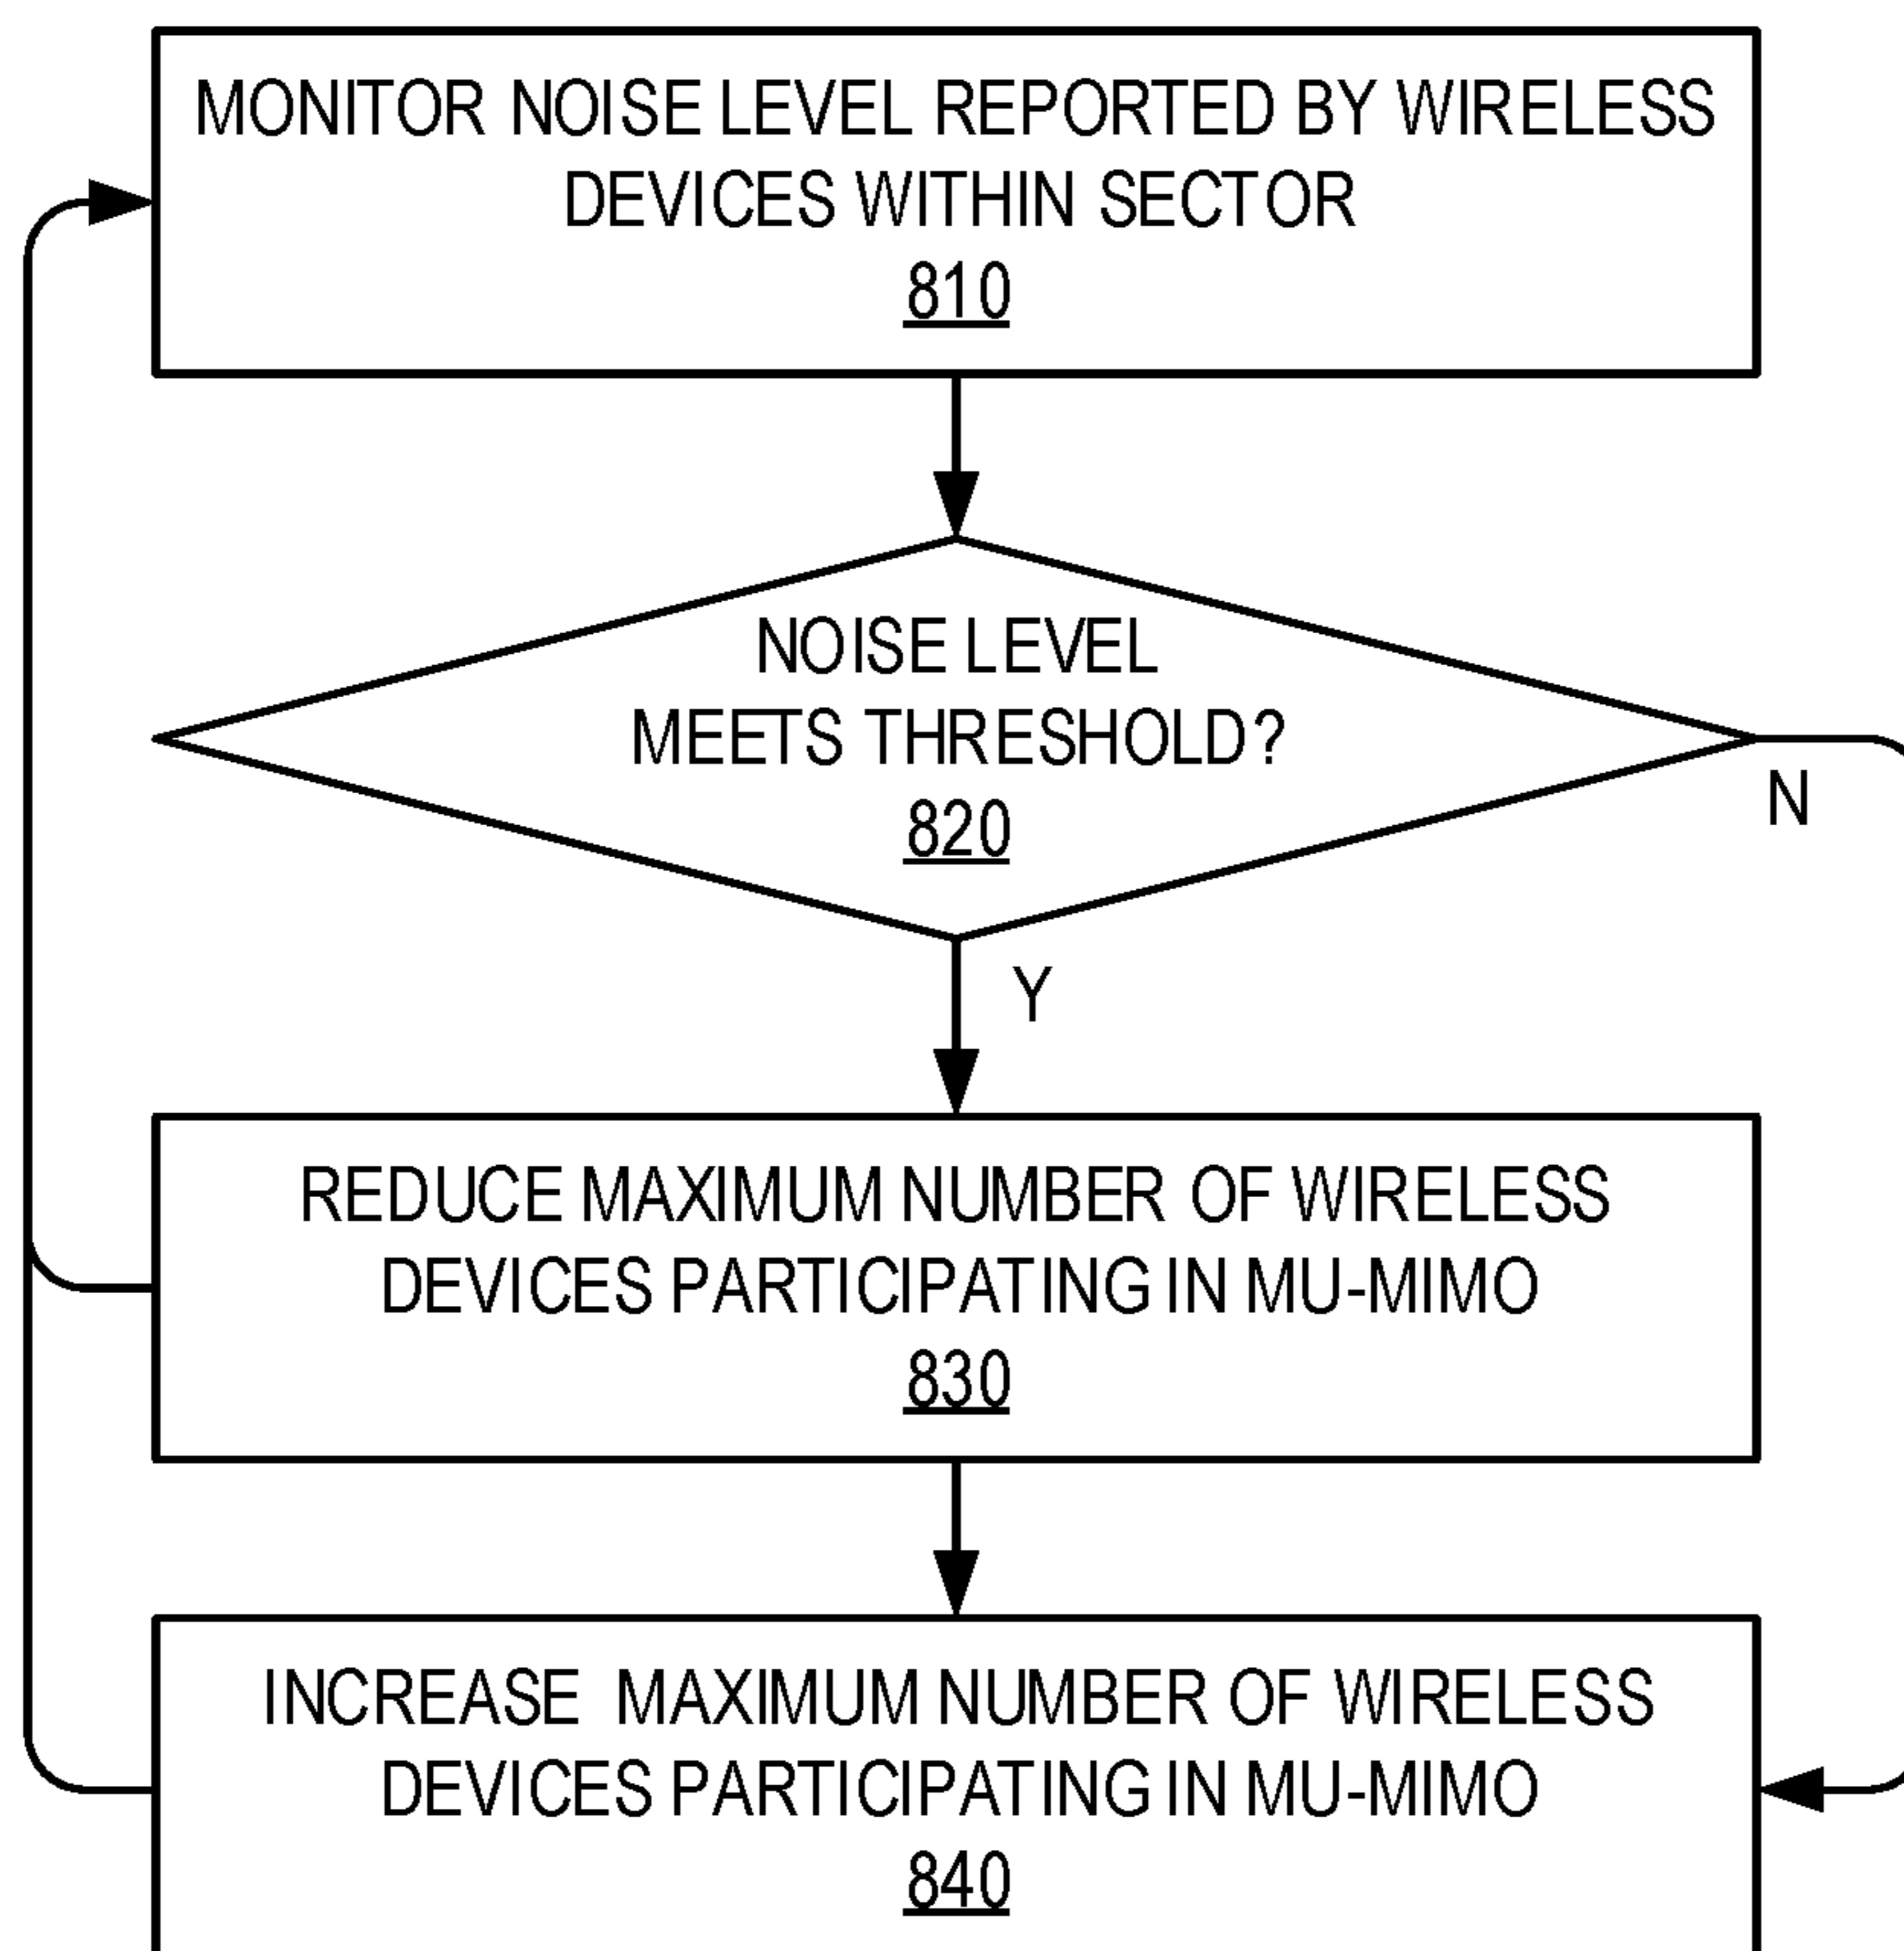 MONITOR NOISE LEVEL REPORTED BY WIRELESS
DEVICES WITHIN SECTOR
810
NOISE LEVEL
MEETS THRESHOLD?
820
N
Y
REDUCE MAXIMUM NUMBER OF WIRELESS
DEVICES PARTICIPATING IN MU-MIMO
830
INCREASE MAXIMUM NUMBER OF WIRELESS
DEVICES PARTICIPATING IN MU-MIMO
840